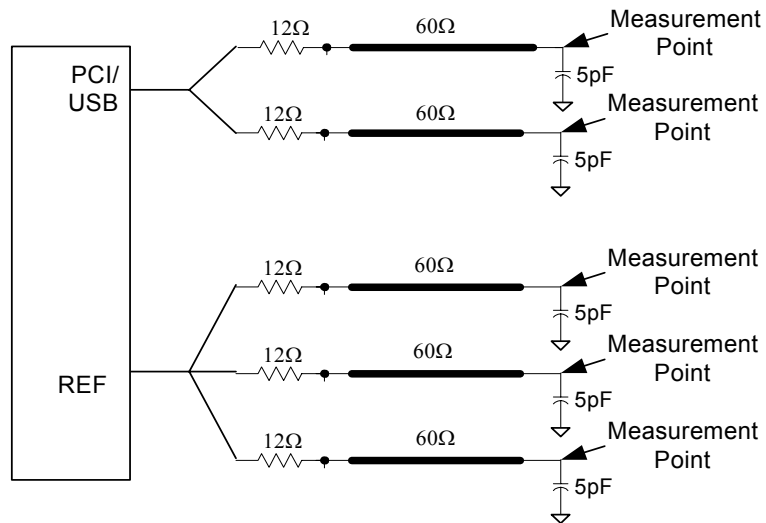 12Ω
60Ω
Measurement
Point
5pF
PCI/
USB
12Ω
60Ω
Measurement
Point
5pF
12Ω
60Ω
Measurement
Point
5pF
REF
12Ω
60Ω
Measurement
Point
5pF
12Ω
60Ω
Measurement
Point
5pF